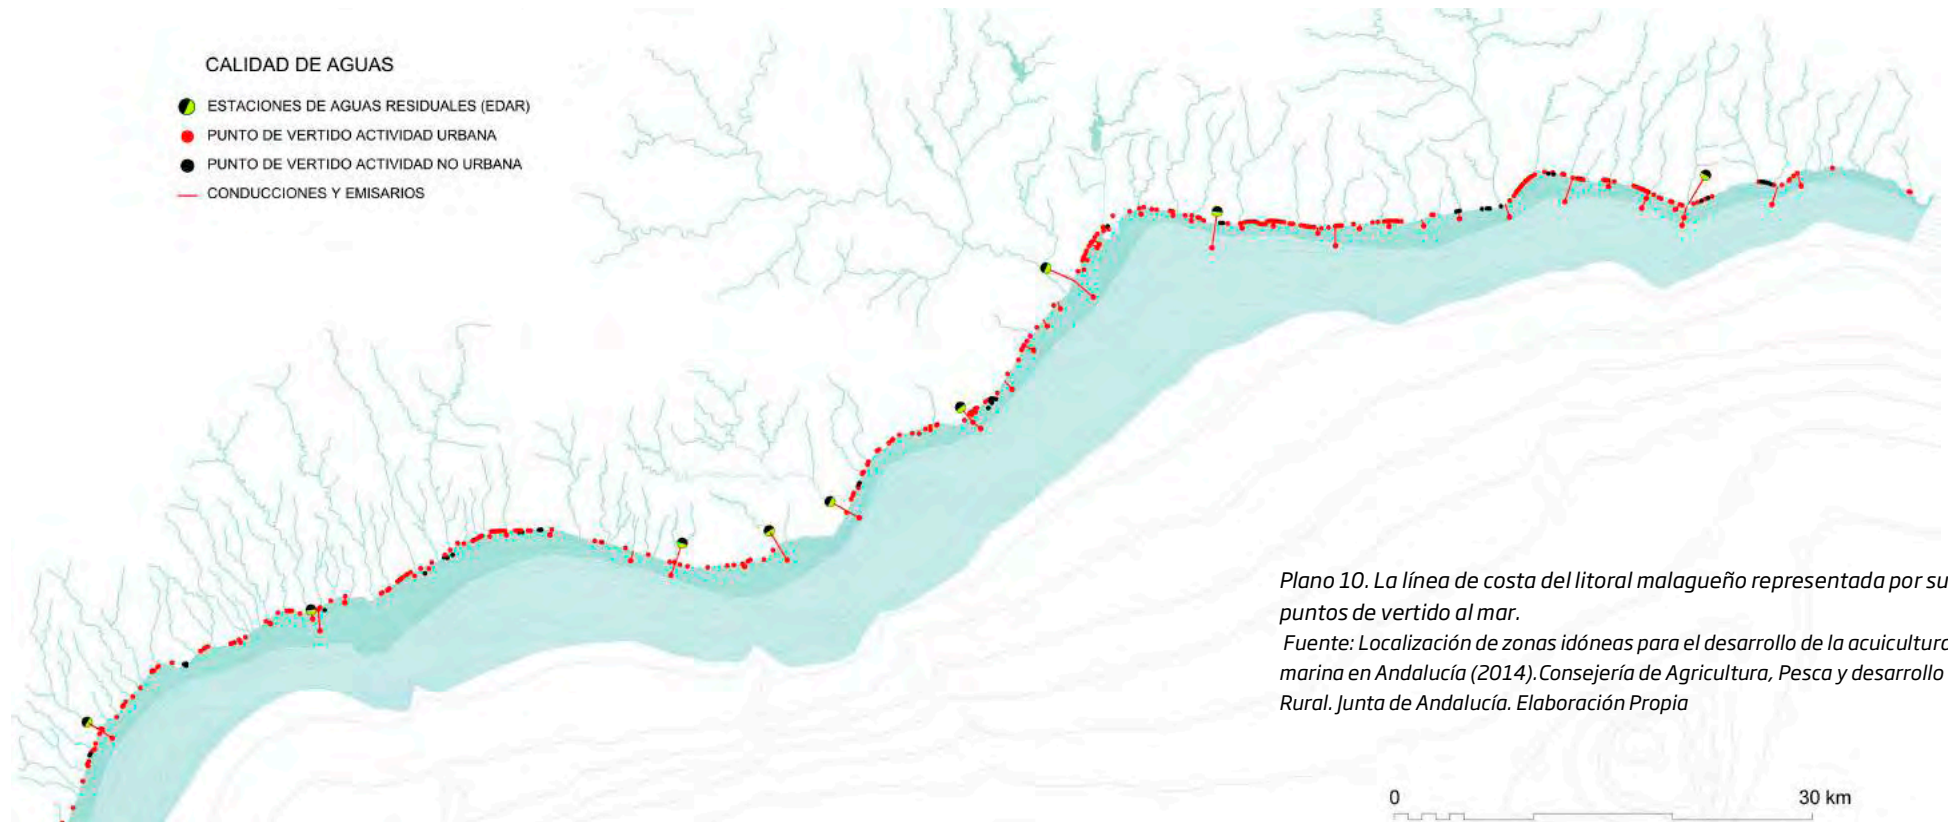 CALIDAD DE AGUAS
ESTACIONES DE AGUAS RESIDUALES (EDAR)
PUNTO DE VERTIDO ACTIVIDAD URBANA
PUNTO DE VERTIDO ACTIVIDAD NO URBANA
CONDUCCIONES Y EMISARIOS
Plano 10. La línea de costa del litoral malagueño representada por su
puntos de vertido al mar.
Fuente: Localización de zonas idóneas para el desarrollo de la acuicultura
marina en Andalucía (2014).Consejería de Agricultura, Pesca y desarrollo
Rural. Junta de Andalucía. Elaboración Propia
0 30 km